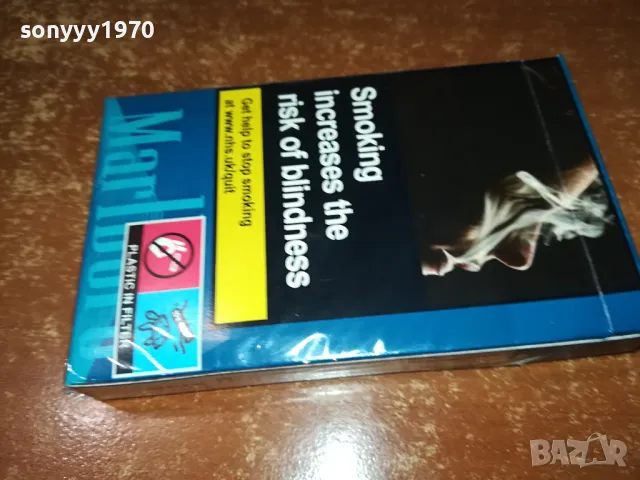 sonyyy1970
Smoking
increases the
risk of blindness
Get help to stop smoking
at www.nhs.uk/quit
Marlboro
PLASTIC IN FILTER
BAZAR